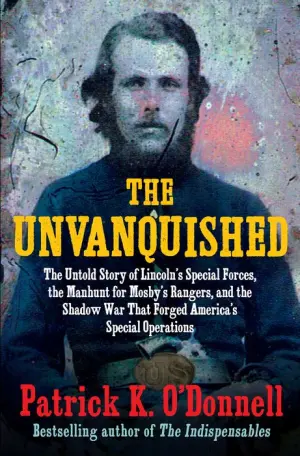 THE
UNVANQUISHED
The Untold Story of Lincoln's Special Forces,
the Manhunt for Mosby's Rangers, and the
Shadow War That Forged America's
Special Operations
Patrick K. O'Donnell
Bestselling author of The Indispensables